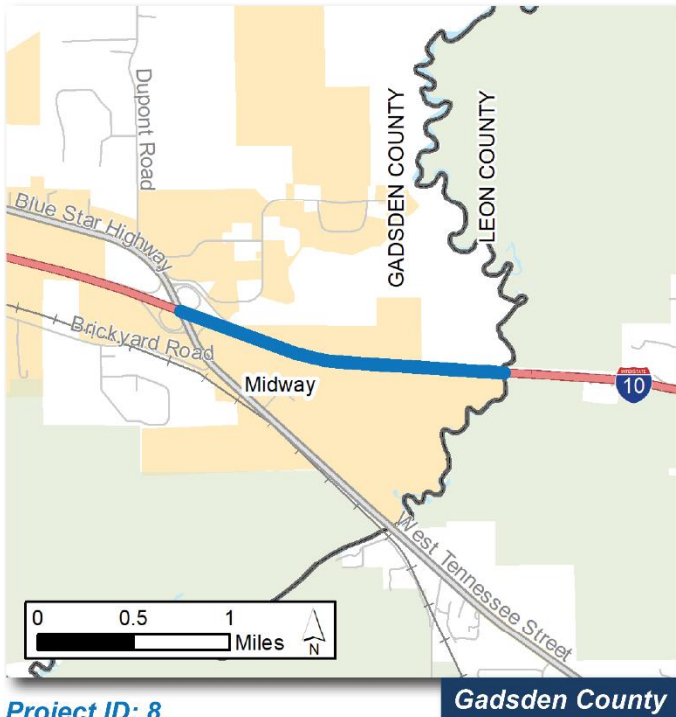 Dupont Road
GADSDEN COUNTY
LEON COUNTY
Blue Star Highway
Brickyard Road
Midway
INTERSTATE
10
West Tennessee Street
0 0.5 1
Miles
N
Project ID: 8
Gadsden County